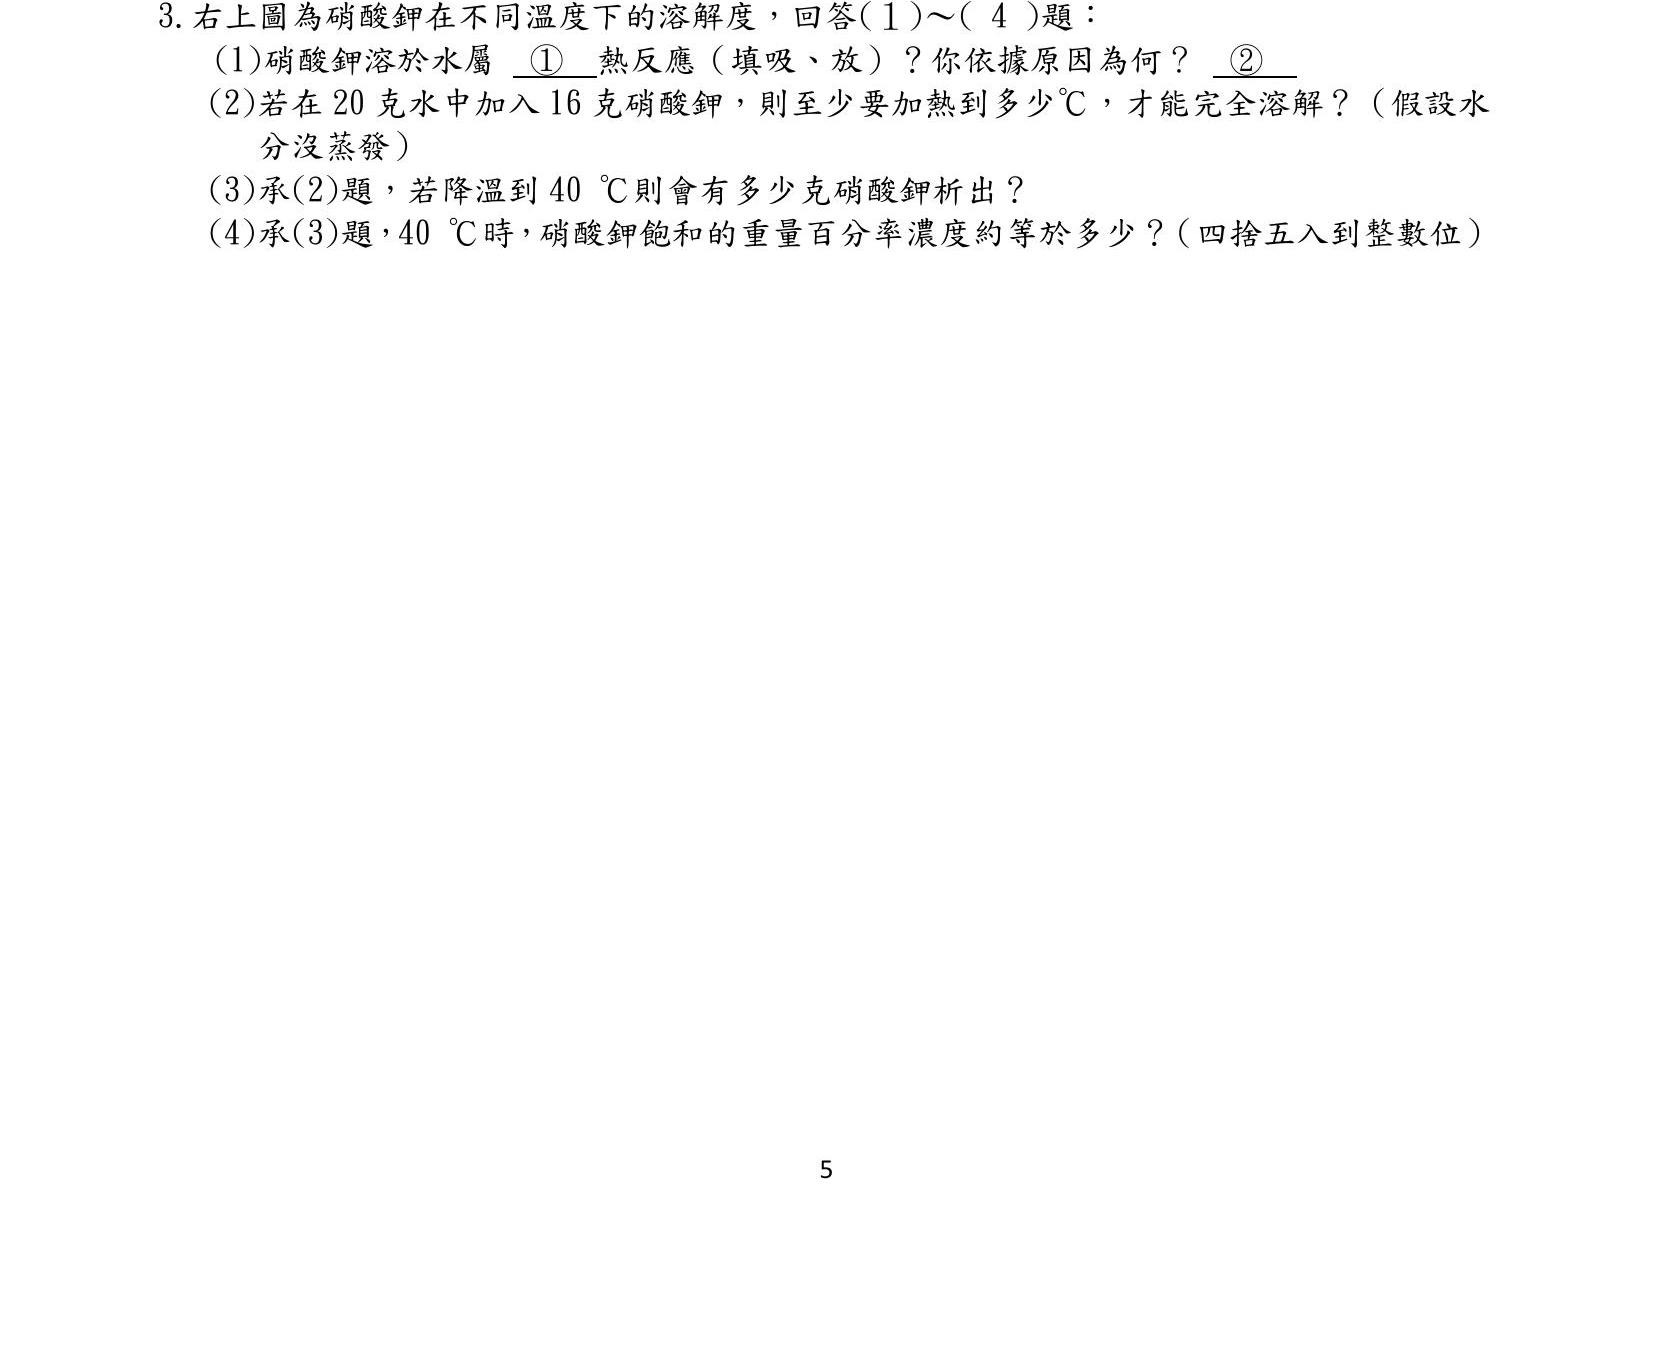 3.右上圖為硝酸鉀在不同溫度下的溶解度，回答(1)～( 4 )題：
(1)硝酸鉀溶於水屬 ① 熱反應（填吸、放）？你依據原因為何？ ②
(2)若在 20 克水中加入 16 克硝酸鉀，則至少要加熱到多少℃，才能完全溶解？（假設水
分沒蒸發）
(3)承(2)題，若降溫到 40 ℃則會有多少克硝酸鉀析出？
(4)承(3)題，40 ℃時，硝酸鉀飽和的重量百分率濃度約等於多少？（四捨五入到整數位）
5